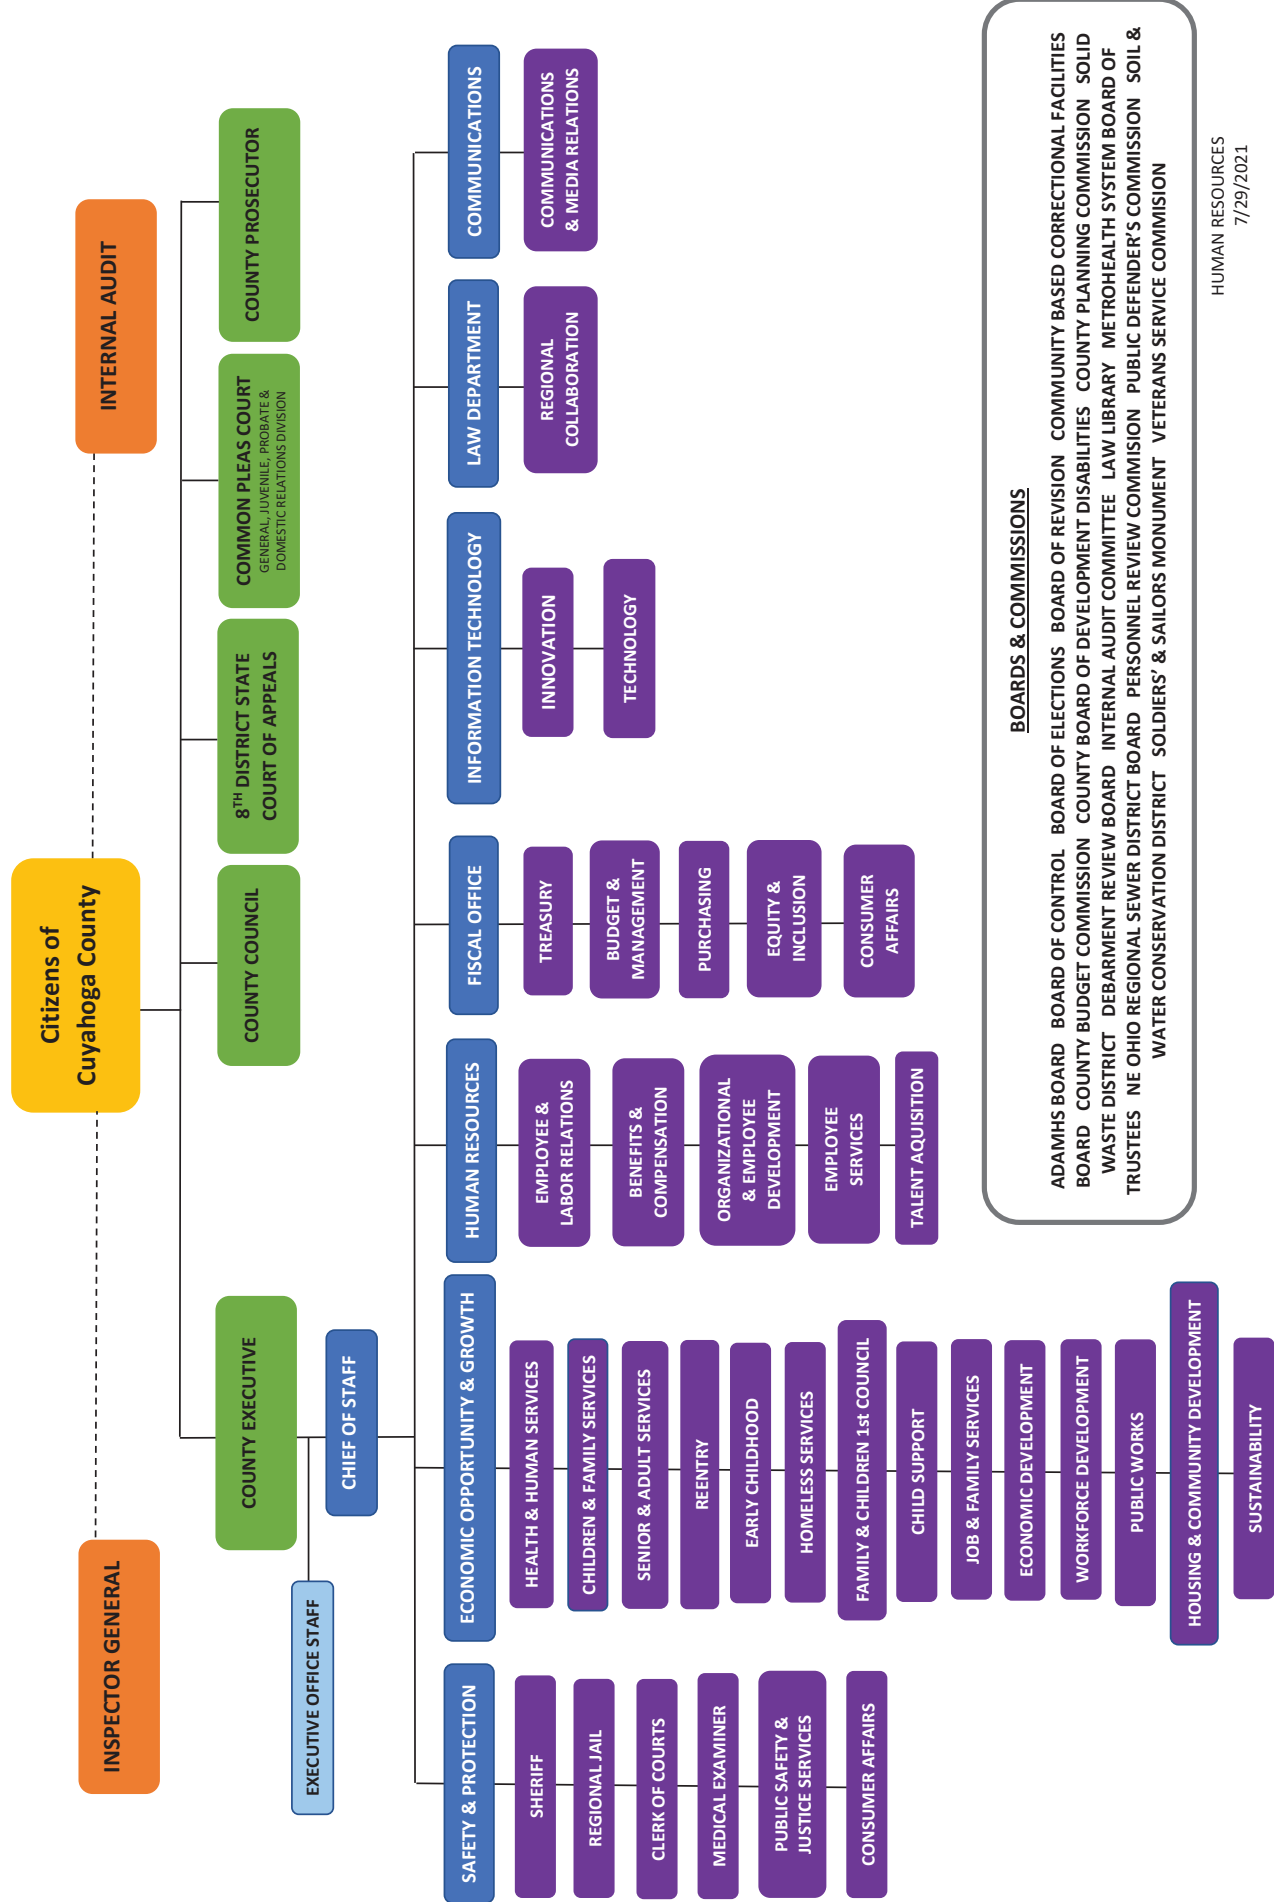 Citizens of
Cuyahoga County
INSPECTOR GENERAL
INTERNAL AUDIT
COUNTY EXECUTIVE
COUNTY COUNCIL
8TH DISTRICT STATE
COURT OF APPEALS
COMMON PLEAS COURT
GENERAL, JUVENILE, PROBATE &
DOMESTIC RELATIONS DIVISION
COUNTY PROSECUTOR
EXECUTIVE OFFICE STAFF
CHIEF OF STAFF
SAFETY & PROTECTION
SHERIFF
REGIONAL JAIL
CLERK OF COURTS
MEDICAL EXAMINER
PUBLIC SAFETY &
JUSTICE SERVICES
CONSUMER AFFAIRS
ECONOMIC OPPORTUNITY & GROWTH
HEALTH & HUMAN SERVICES
CHILDREN & FAMILY SERVICES
SENIOR & ADULT SERVICES
REENTRY
EARLY CHILDHOOD
HOMELESS SERVICES
FAMILY & CHILDREN 1st COUNCIL
CHILD SUPPORT
JOB & FAMILY SERVICES
ECONOMIC DEVELOPMENT
WORKFORCE DEVELOPMENT
PUBLIC WORKS
HOUSING & COMMUNITY DEVELOPMENT
SUSTAINABILITY
HUMAN RESOURCES
EMPLOYEE &
LABOR RELATIONS
BENEFITS &
COMPENSATION
ORGANIZATIONAL
& EMPLOYEE
DEVELOPMENT
EMPLOYEE
SERVICES
TALENT AQUISITION
FISCAL OFFICE
TREASURY
BUDGET &
MANAGEMENT
PURCHASING
EQUITY &
INCLUSION
CONSUMER
AFFAIRS
INFORMATION TECHNOLOGY
INNOVATION
TECHNOLOGY
LAW DEPARTMENT
REGIONAL
COLLABORATION
COMMUNICATIONS
COMMUNICATIONS
& MEDIA RELATIONS
BOARDS & COMMISSIONS
ADAMHS BOARD BOARD OF CONTROL BOARD OF ELECTIONS BOARD OF REVISION COMMUNITY BASED CORRECTIONAL FACILITIES
BOARD COUNTY BUDGET COMMISSION COUNTY BOARD OF DEVELOPMENT DISABILITIES COUNTY PLANNING COMMISSION SOLID
WASTE DISTRICT DEBARMENT REVIEW BOARD INTERNAL AUDIT COMMITTEE LAW LIBRARY METROHEALTH SYSTEM BOARD OF
TRUSTEES NE OHIO REGIONAL SEWER DISTRICT BOARD PERSONNEL REVIEW COMMISION PUBLIC DEFENDER'S COMMISSION SOIL &
WATER CONSERVATION DISTRICT SOLDIERS' & SAILORS MONUMENT VETERANS SERVICE COMMISION
HUMAN RESOURCES
7/29/2021